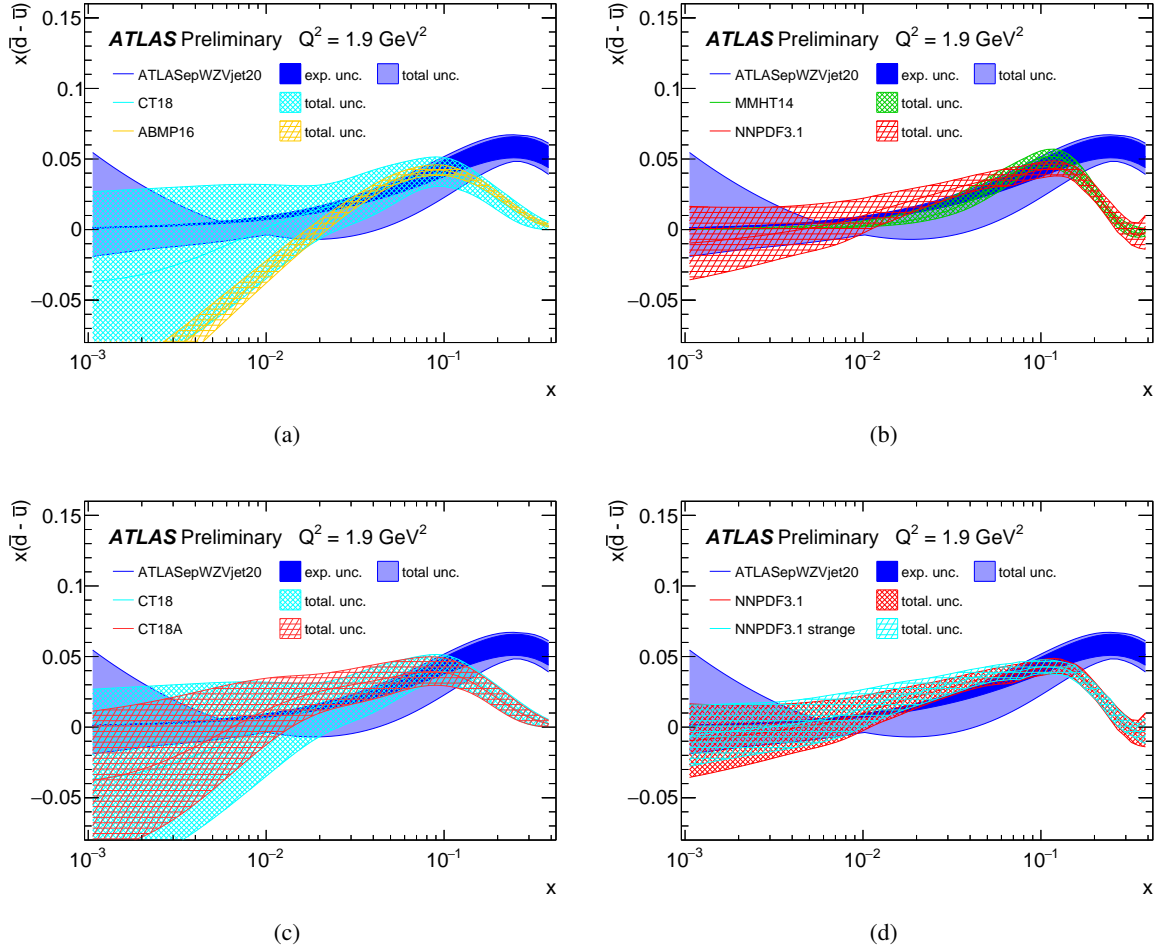 x(d̅ - u̅)
0.15
0.1
0.05
0
−0.05
ATLAS Preliminary Q² = 1.9 GeV²
ATLASepWZVjet20 exp. unc. total unc.
CT18 total. unc.
ABMP16 total. unc.
10⁻³ 10⁻² 10⁻¹
x
(a)
x(d̅ - u̅)
0.15
0.1
0.05
0
−0.05
ATLAS Preliminary Q² = 1.9 GeV²
ATLASepWZVjet20 exp. unc. total unc.
MMHT14 total. unc.
NNPDF3.1 total. unc.
10⁻³ 10⁻² 10⁻¹
x
(b)
x(d̅ - u̅)
0.15
0.1
0.05
0
−0.05
ATLAS Preliminary Q² = 1.9 GeV²
ATLASepWZVjet20 exp. unc. total unc.
CT18 total. unc.
CT18A total. unc.
10⁻³ 10⁻² 10⁻¹
x
(c)
x(d̅ - u̅)
0.15
0.1
0.05
0
−0.05
ATLAS Preliminary Q² = 1.9 GeV²
ATLASepWZVjet20 exp. unc. total unc.
NNPDF3.1 total. unc.
NNPDF3.1 strange total. unc.
10⁻³ 10⁻² 10⁻¹
x
(d)